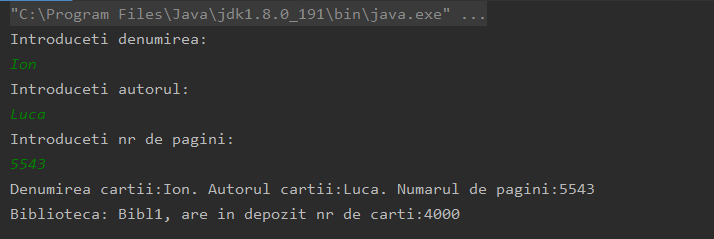 "C:\Program Files\Java\jdk1.8.0_191\bin\java.exe" ...
Introduceti denumirea:
Ion
Introduceti autorul:
Luca
Introduceti nr de pagini:
5543
Denumirea cartii:Ion. Autorul cartii:Luca. Numarul de pagini:5543
Biblioteca: Bibl1, are in depozit nr de carti:4000